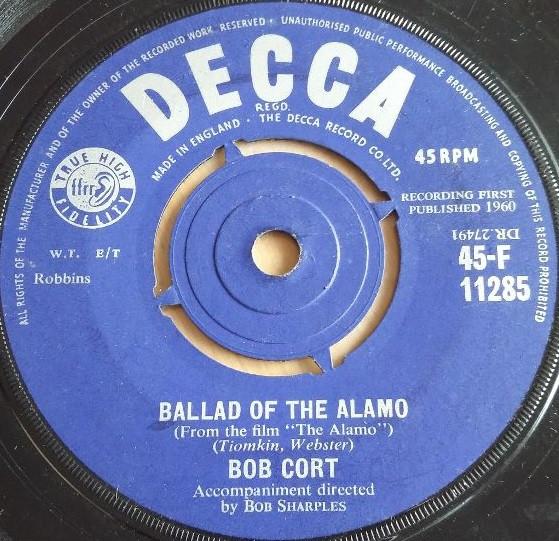 ALL RIGHTS OF THE MANUFACTURER AND OF THE OWNER OF THE RECORDED WORK RESERVED · UNAUTHORISED PUBLIC PERFORMANCE BROADCASTING AND COPYING OF THIS RECORD PROHIBITED
DECCA
REGD.
MADE IN ENGLAND · THE DECCA RECORD CO. LTD.
45 RPM
TRUE HIGH
ffrr
FIDELITY
RECORDING FIRST
PUBLISHED 1960
DR.27491
W.T. E/T
45-F
Robbins
11285
BALLAD OF THE ALAMO
(From the film “The Alamo”)
(Tiomkin, Webster)
BOB CORT
Accompaniment directed
by BOB SHARPLES